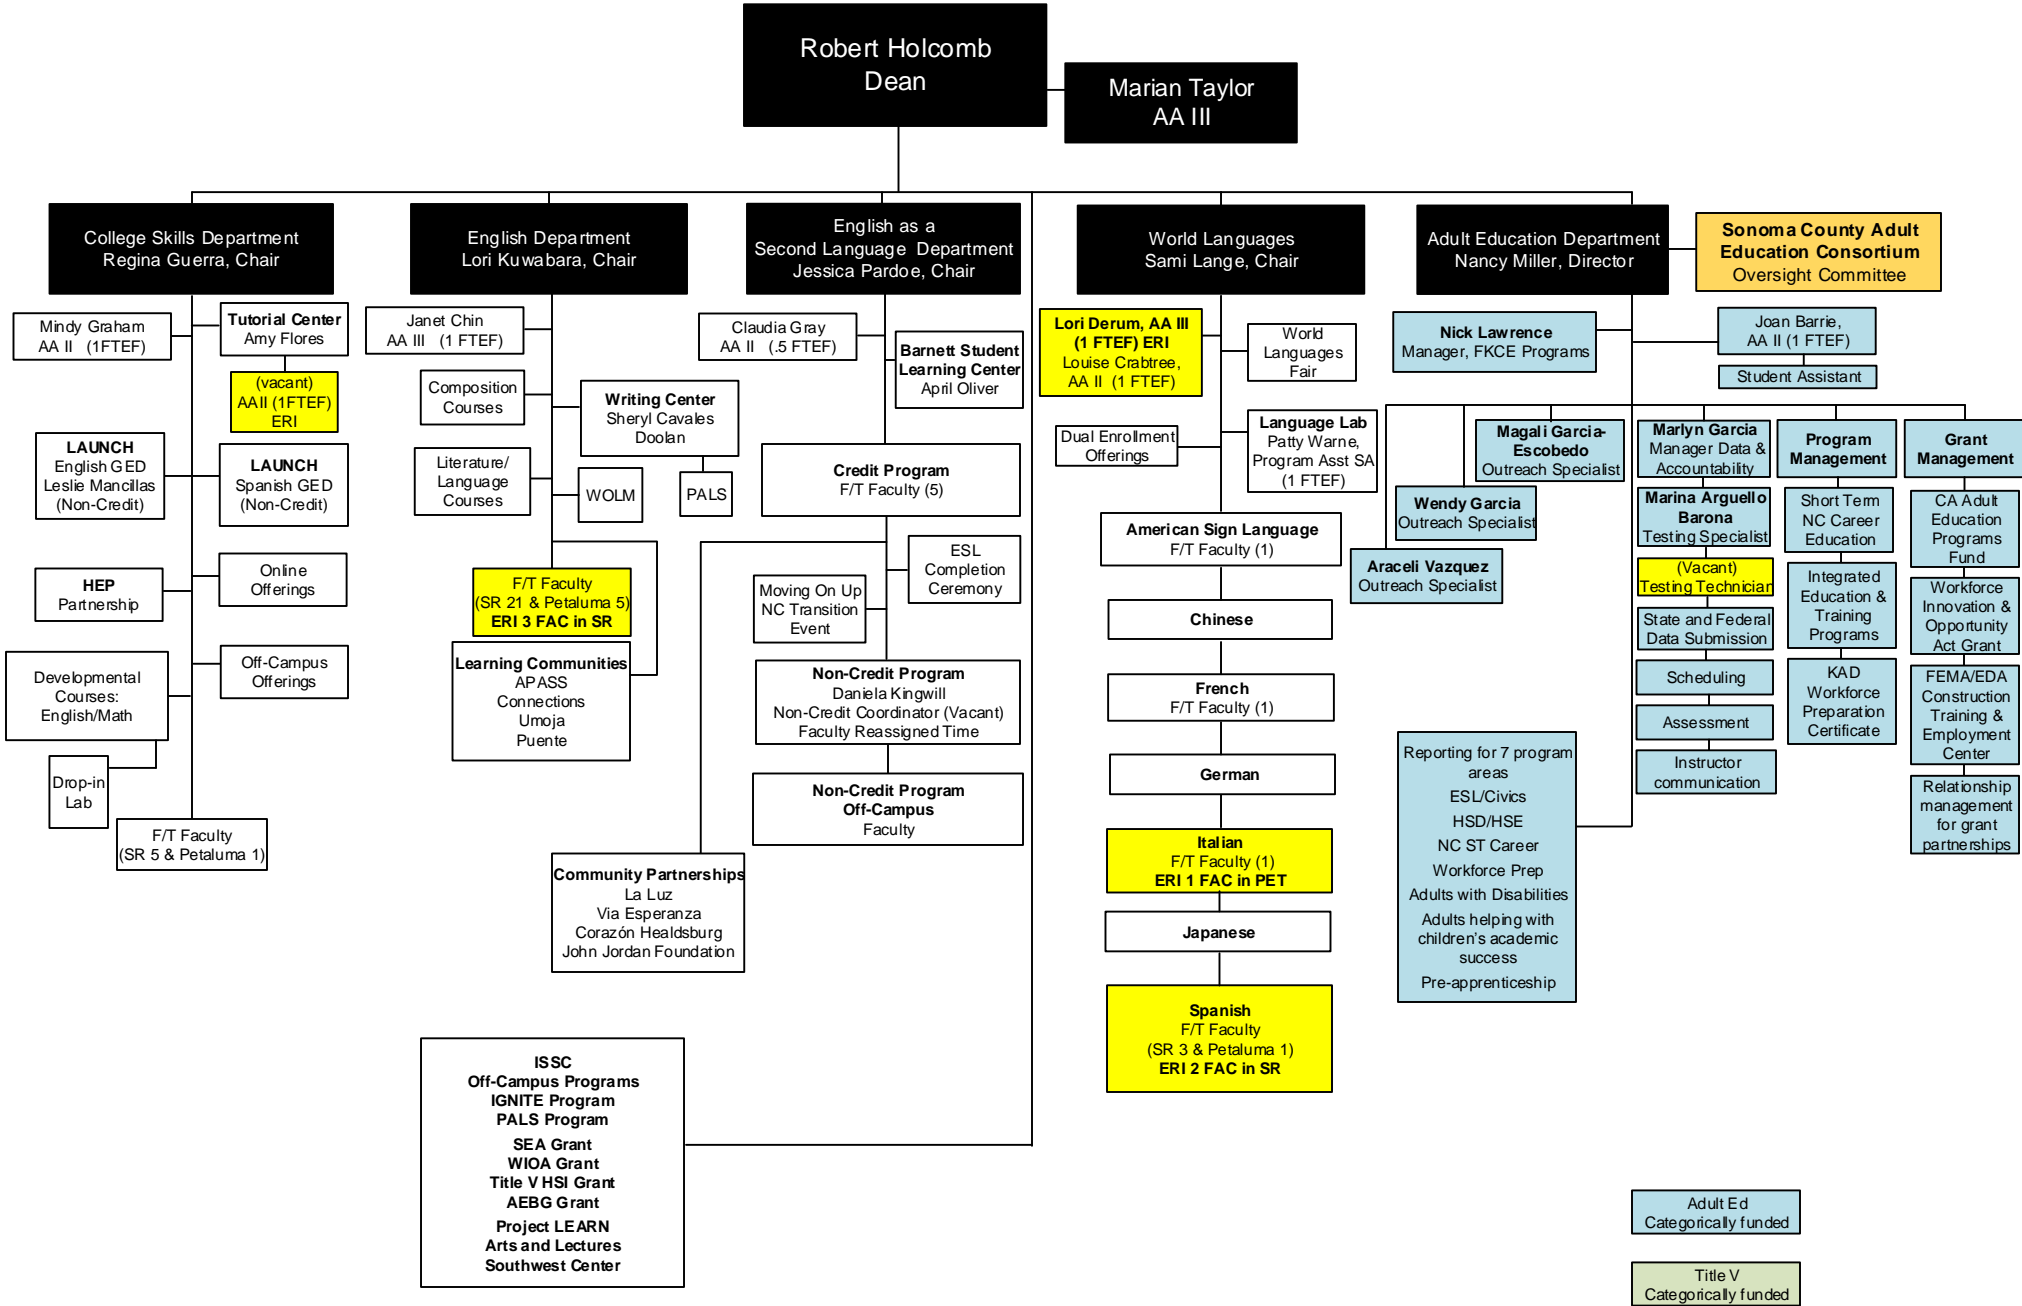 Robert Holcomb
Dean
Marian Taylor
AA III
College Skills Department
Regina Guerra, Chair
English Department
Lori Kuwabara, Chair
English as a
Second Language Department
Jessica Pardoe, Chair
World Languages
Sami Lange, Chair
Adult Education Department
Nancy Miller, Director
Sonoma County Adult
Education Consortium
Oversight Committee
Mindy Graham
AA II (1FTEF)
Tutorial Center
Amy Flores
(vacant)
AAII (1FTEF)
ERI
LAUNCH
English GED
Leslie Mancillas
(Non-Credit)
LAUNCH
Spanish GED
(Non-Credit)
HEP
Partnership
Online
Offerings
Developmental
Courses:
English/Math
Off-Campus
Offerings
Drop-in
Lab
F/T Faculty
(SR 5 & Petaluma 1)
Janet Chin
AA III (1 FTEF)
Composition
Courses
Writing Center
Sheryl Cavales
Doolan
Literature/
Language
Courses
WOLM
PALS
F/T Faculty
(SR 21 & Petaluma 5)
ERI 3 FAC in SR
Learning Communities
APASS
Connections
Umoja
Puente
Claudia Gray
AA II (.5 FTEF)
Barnett Student
Learning Center
April Oliver
Credit Program
F/T Faculty (5)
ESL
Completion
Ceremony
Moving On Up
NC Transition
Event
Non-Credit Program
Daniela Kingwill
Non-Credit Coordinator (Vacant)
Faculty Reassigned Time
Non-Credit Program
Off-Campus
Faculty
Community Partnerships
La Luz
Via Esperanza
Corazón Healdsburg
John Jordan Foundation
ISSC
Off-Campus Programs
IGNITE Program
PALS Program
SEA Grant
WIOA Grant
Title V HSI Grant
AEBG Grant
Project LEARN
Arts and Lectures
Southwest Center
Lori Derum, AA III
(1 FTEF) ERI
Louise Crabtree,
AA II (1 FTEF)
World
Languages
Fair
Dual Enrollment
Offerings
Language Lab
Patty Warne,
Program Asst SA
(1 FTEF)
American Sign Language
F/T Faculty (1)
Chinese
French
F/T Faculty (1)
German
Italian
F/T Faculty (1)
ERI 1 FAC in PET
Japanese
Spanish
F/T Faculty
(SR 3 & Petaluma 1)
ERI 2 FAC in SR
Nick Lawrence
Manager, FKCE Programs
Joan Barrie,
AA II (1 FTEF)
Student Assistant
Magali Garcia-
Escobedo
Outreach Specialist
Wendy Garcia
Outreach Specialist
Araceli Vazquez
Outreach Specialist
Marlyn Garcia
Manager Data &
Accountability
Marina Arguello
Barona
Testing Specialist
(Vacant)
Testing Technician
State and Federal
Data Submission
Scheduling
Assessment
Instructor
communication
Program
Management
Short Term
NC Career
Education
Integrated
Education &
Training
Programs
KAD
Workforce
Preparation
Certificate
Grant
Management
CA Adult
Education
Programs
Fund
Workforce
Innovation &
Opportunity
Act Grant
FEMA/EDA
Construction
Training &
Employment
Center
Relationship
management
for grant
partnerships
Reporting for 7 program
areas
ESL/Civics
HSD/HSE
NC ST Career
Workforce Prep
Adults with Disabilities
Adults helping with
children's academic
success
Pre-apprenticeship
Adult Ed
Categorically funded
Title V
Categorically funded